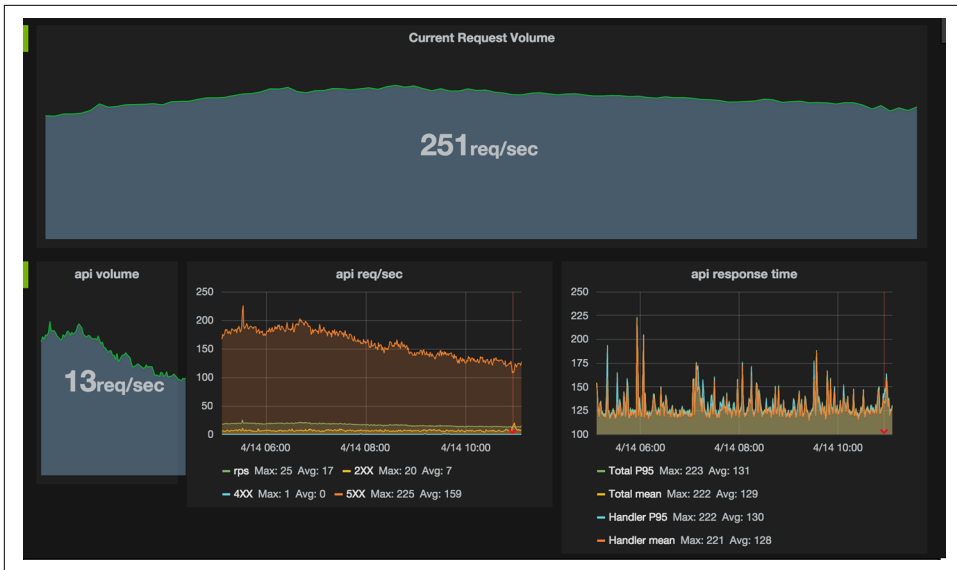 Current Request Volume
251req/sec
api volume
13req/sec
api req/sec
250
200
150
100
50
0
4/14 06:00 4/14 08:00 4/14 10:00
rps Max: 25 Avg: 17 2XX Max: 20 Avg: 7
4XX Max: 1 Avg: 0 5XX Max: 225 Avg: 159
api response time
250
225
200
175
150
125
100
4/14 06:00 4/14 08:00 4/14 10:00
Total P95 Max: 223 Avg: 131
Total mean Max: 222 Avg: 129
Handler P95 Max: 222 Avg: 130
Handler mean Max: 221 Avg: 128